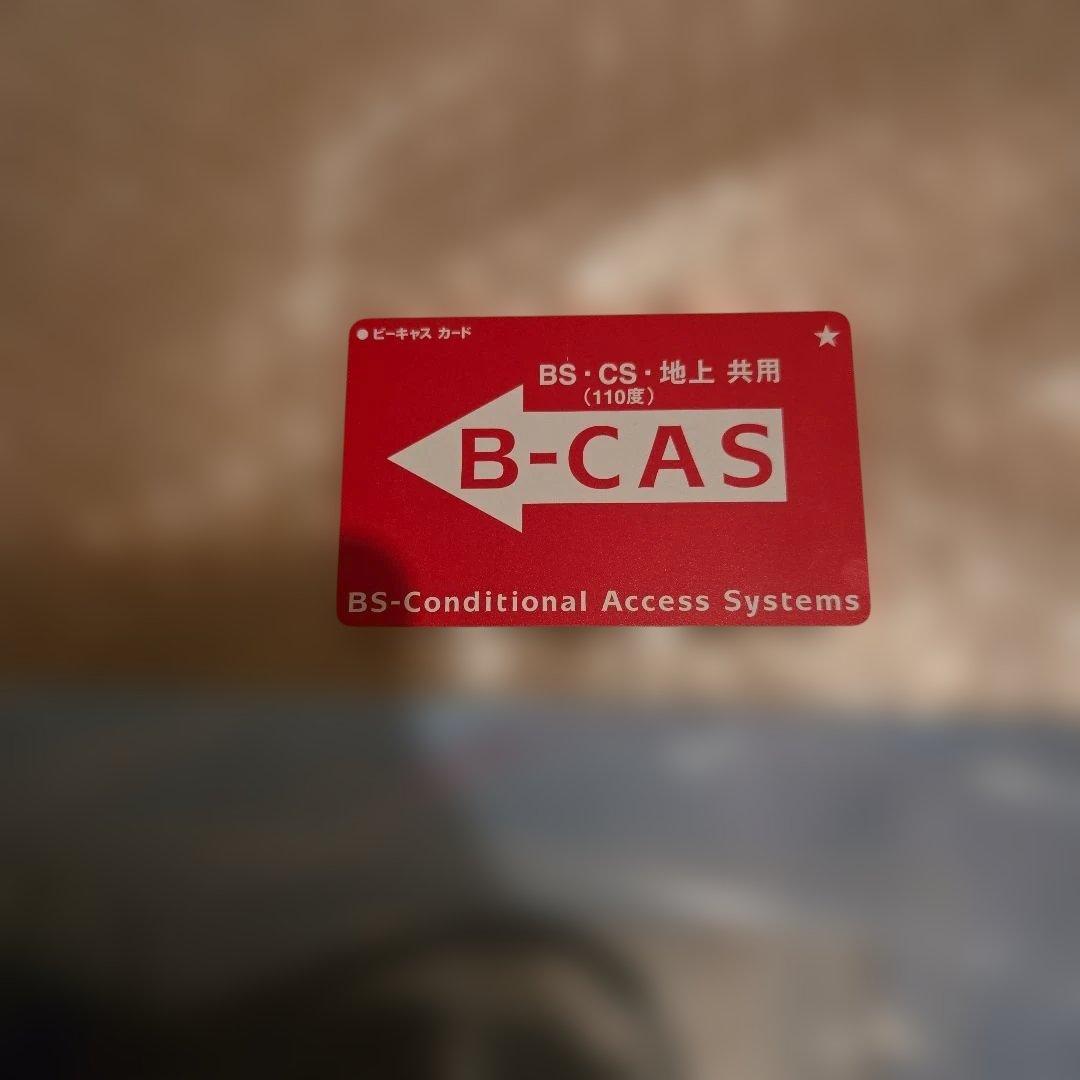 ●ビーキャス カード
★
BS・CS・地上 共用
（110度）
B-CAS
BS-Conditional Access Systems